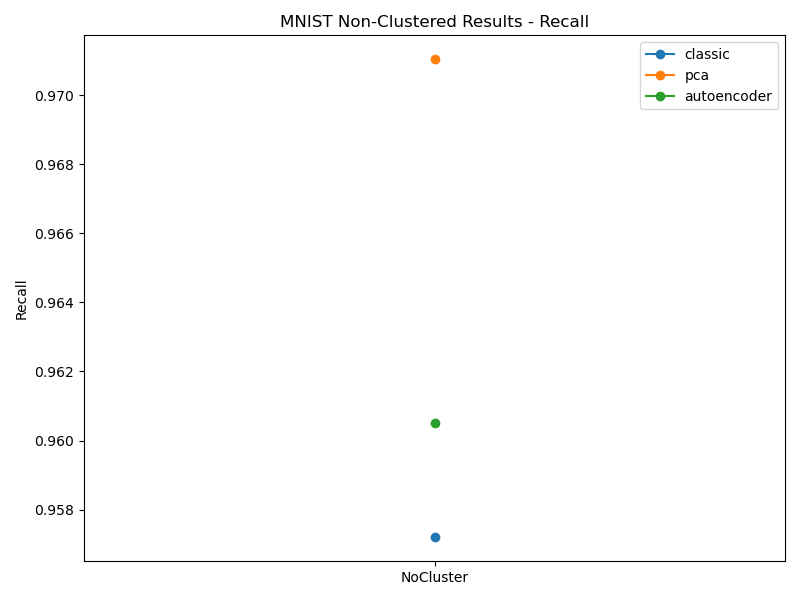 MNIST Non-Clustered Results - Recall
classic
pca
autoencoder
0.970
0.968
0.966
0.964
0.962
0.960
0.958
Recall
NoCluster